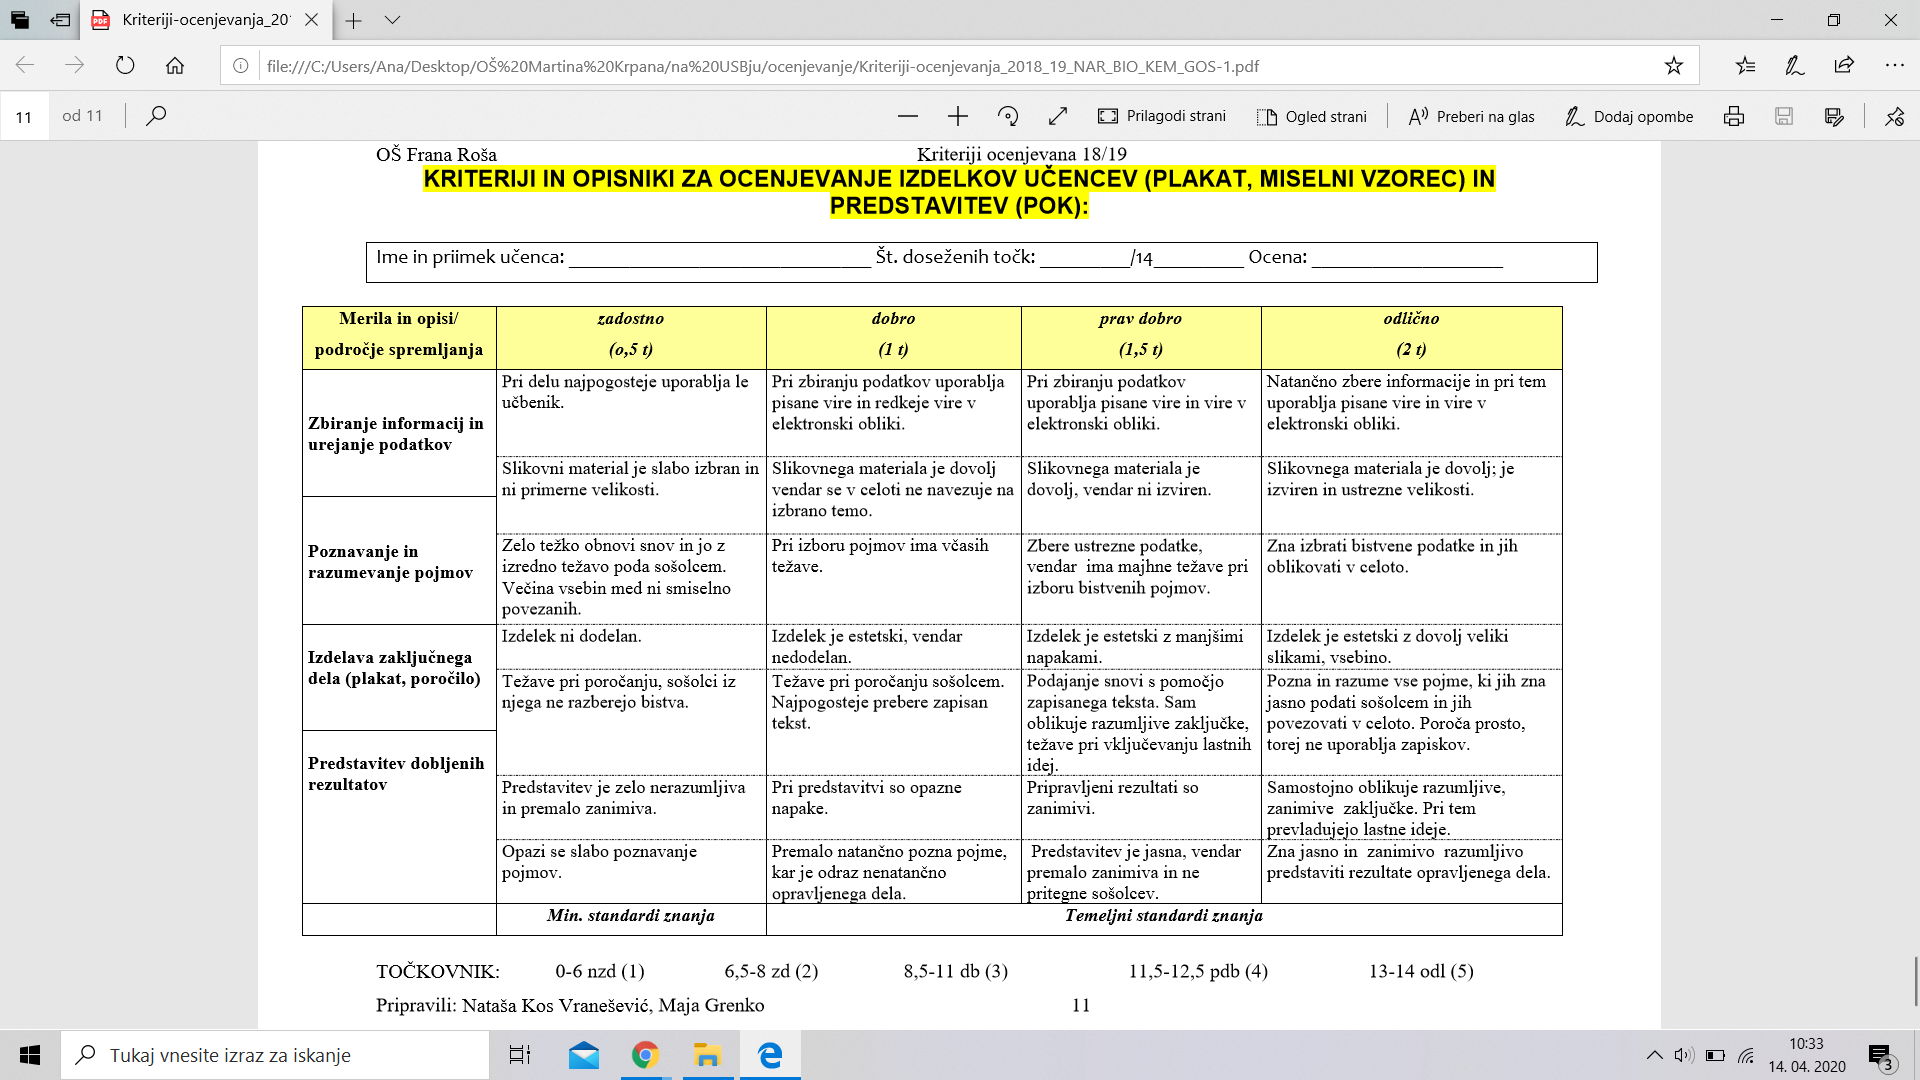 Kriteriji-ocenjevanja_201
file:///C:/Users/Ana/Desktop/OŠ%20Martina%20Krpana/na%20USBju/ocenjevanje/Kriteriji-ocenjevanja_2018_19_NAR_BIO_KEM_GOS-1.pdf
11 od 11 Prilagodi strani Ogled strani Preberi na glas Dodaj opombe
OŠ Frana Roša Kriteriji ocenjevana 18/19
KRITERIJI IN OPISNIKI ZA OCENJEVANJE IZDELKOV UČENCEV (PLAKAT, MISELNI VZOREC) IN
PREDSTAVITEV (POK):
Ime in priimek učenca: ______________________________ Št. doseženih točk: _________/14_________ Ocena: ___________________
Merila in opisi/
področje spremljanja
zadostno
(o,5 t)
dobro
(1 t)
prav dobro
(1,5 t)
odlično
(2 t)
Zbiranje informacij in
urejanje podatkov
Pri delu najpogosteje uporablja le
učbenik.
Pri zbiranju podatkov uporablja
pisane vire in redkeje vire v
elektronski obliki.
Pri zbiranju podatkov
uporablja pisane vire in vire v
elektronski obliki.
Natančno zbere informacije in pri tem
uporablja pisane vire in vire v
elektronski obliki.
Slikovni material je slabo izbran in
ni primerne velikosti.
Slikovnega materiala je dovolj
vendar se v celoti ne navezuje na
izbrano temo.
Slikovnega materiala je
dovolj, vendar ni izviren.
Slikovnega materiala je dovolj; je
izviren in ustrezne velikosti.
Poznavanje in
razumevanje pojmov
Zelo težko obnovi snov in jo z
izredno težavo poda sošolcem.
Večina vsebin med ni smiselno
povezanih.
Pri izboru pojmov ima včasih
težave.
Zbere ustrezne podatke,
vendar ima majhne težave pri
izboru bistvenih pojmov.
Zna izbrati bistvene podatke in jih
oblikovati v celoto.
Izdelava zaključnega
dela (plakat, poročilo)
Izdelek ni dodelan.
Izdelek je estetski, vendar
nedodelan.
Izdelek je estetski z manjšimi
napakami.
Izdelek je estetski z dovolj veliki
slikami, vsebino.
Težave pri poročanju, sošolci iz
njega ne razberejo bistva.
Težave pri poročanju sošolcem.
Najpogosteje prebere zapisan
tekst.
Podajanje snovi s pomočjo
zapisanega teksta. Sam
oblikuje razumljive zaključke,
težave pri vključevanju lastnih
idej.
Pozna in razume vse pojme, ki jih zna
jasno podati sošolcem in jih
povezovati v celoto. Poroča prosto,
torej ne uporablja zapiskov.
Predstavitev dobljenih
rezultatov
Predstavitev je zelo nerazumljiva
in premalo zanimiva.
Pri predstavitvi so opazne
napake.
Pripravljeni rezultati so
zanimivi.
Samostojno oblikuje razumljive,
zanimive zaključke. Pri tem
prevladujejo lastne ideje.
Opazi se slabo poznavanje
pojmov.
Premalo natančno pozna pojme,
kar je odraz nenatančno
opravljenega dela.
Predstavitev je jasna, vendar
premalo zanimiva in ne
pritegne sošolcev.
Zna jasno in zanimivo razumljivo
predstaviti rezultate opravljenega dela.
Min. standardi znanja Temeljni standardi znanja
TOČKOVNIK: 0-6 nzd (1) 6,5-8 zd (2) 8,5-11 db (3) 11,5-12,5 pdb (4) 13-14 odl (5)
Pripravili: Nataša Kos Vranešević, Maja Grenko 11
Tukaj vnesite izraz za iskanje
10:33
14. 04. 2020
3